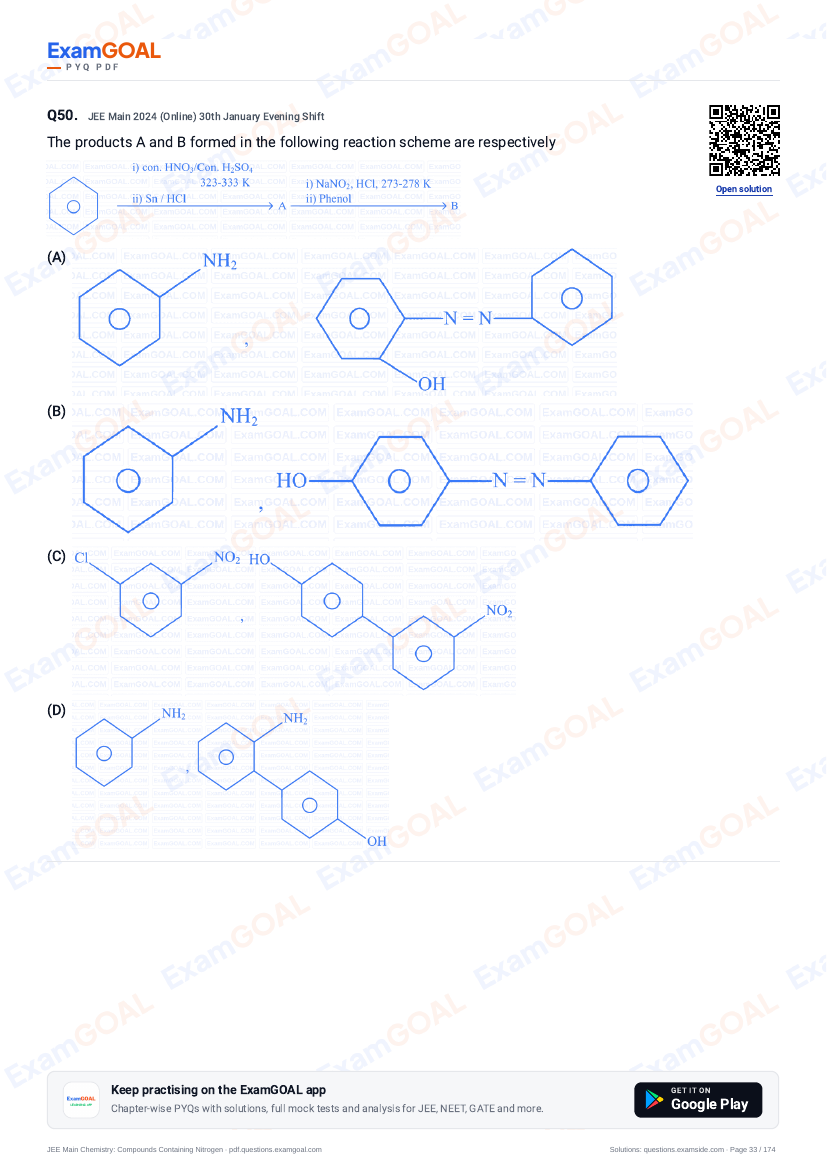 ExamGOAL
PYQ PDF
Q50. JEE Main 2024 (Online) 30th January Evening Shift
The products A and B formed in the following reaction scheme are respectively
Open solution
i) con. HNO₃/Con. H₂SO₄
323-333 K
ii) Sn / HCl
A
i) NaNO₂, HCl, 273-278 K
ii) Phenol
B
(A)
NH₂
,
N = N
OH
(B)
NH₂
,
HO
N = N
(C)
Cl
NO₂
,
HO
NO₂
(D)
NH₂
,
NH₂
OH
ExamGOAL
Keep practising on the ExamGOAL app
Chapter-wise PYQs with solutions, full mock tests and analysis for JEE, NEET, GATE and more.
GET IT ON
Google Play
JEE Main Chemistry: Compounds Containing Nitrogen · pdf.questions.examgoal.com
Solutions: questions.examside.com · Page 33 / 174